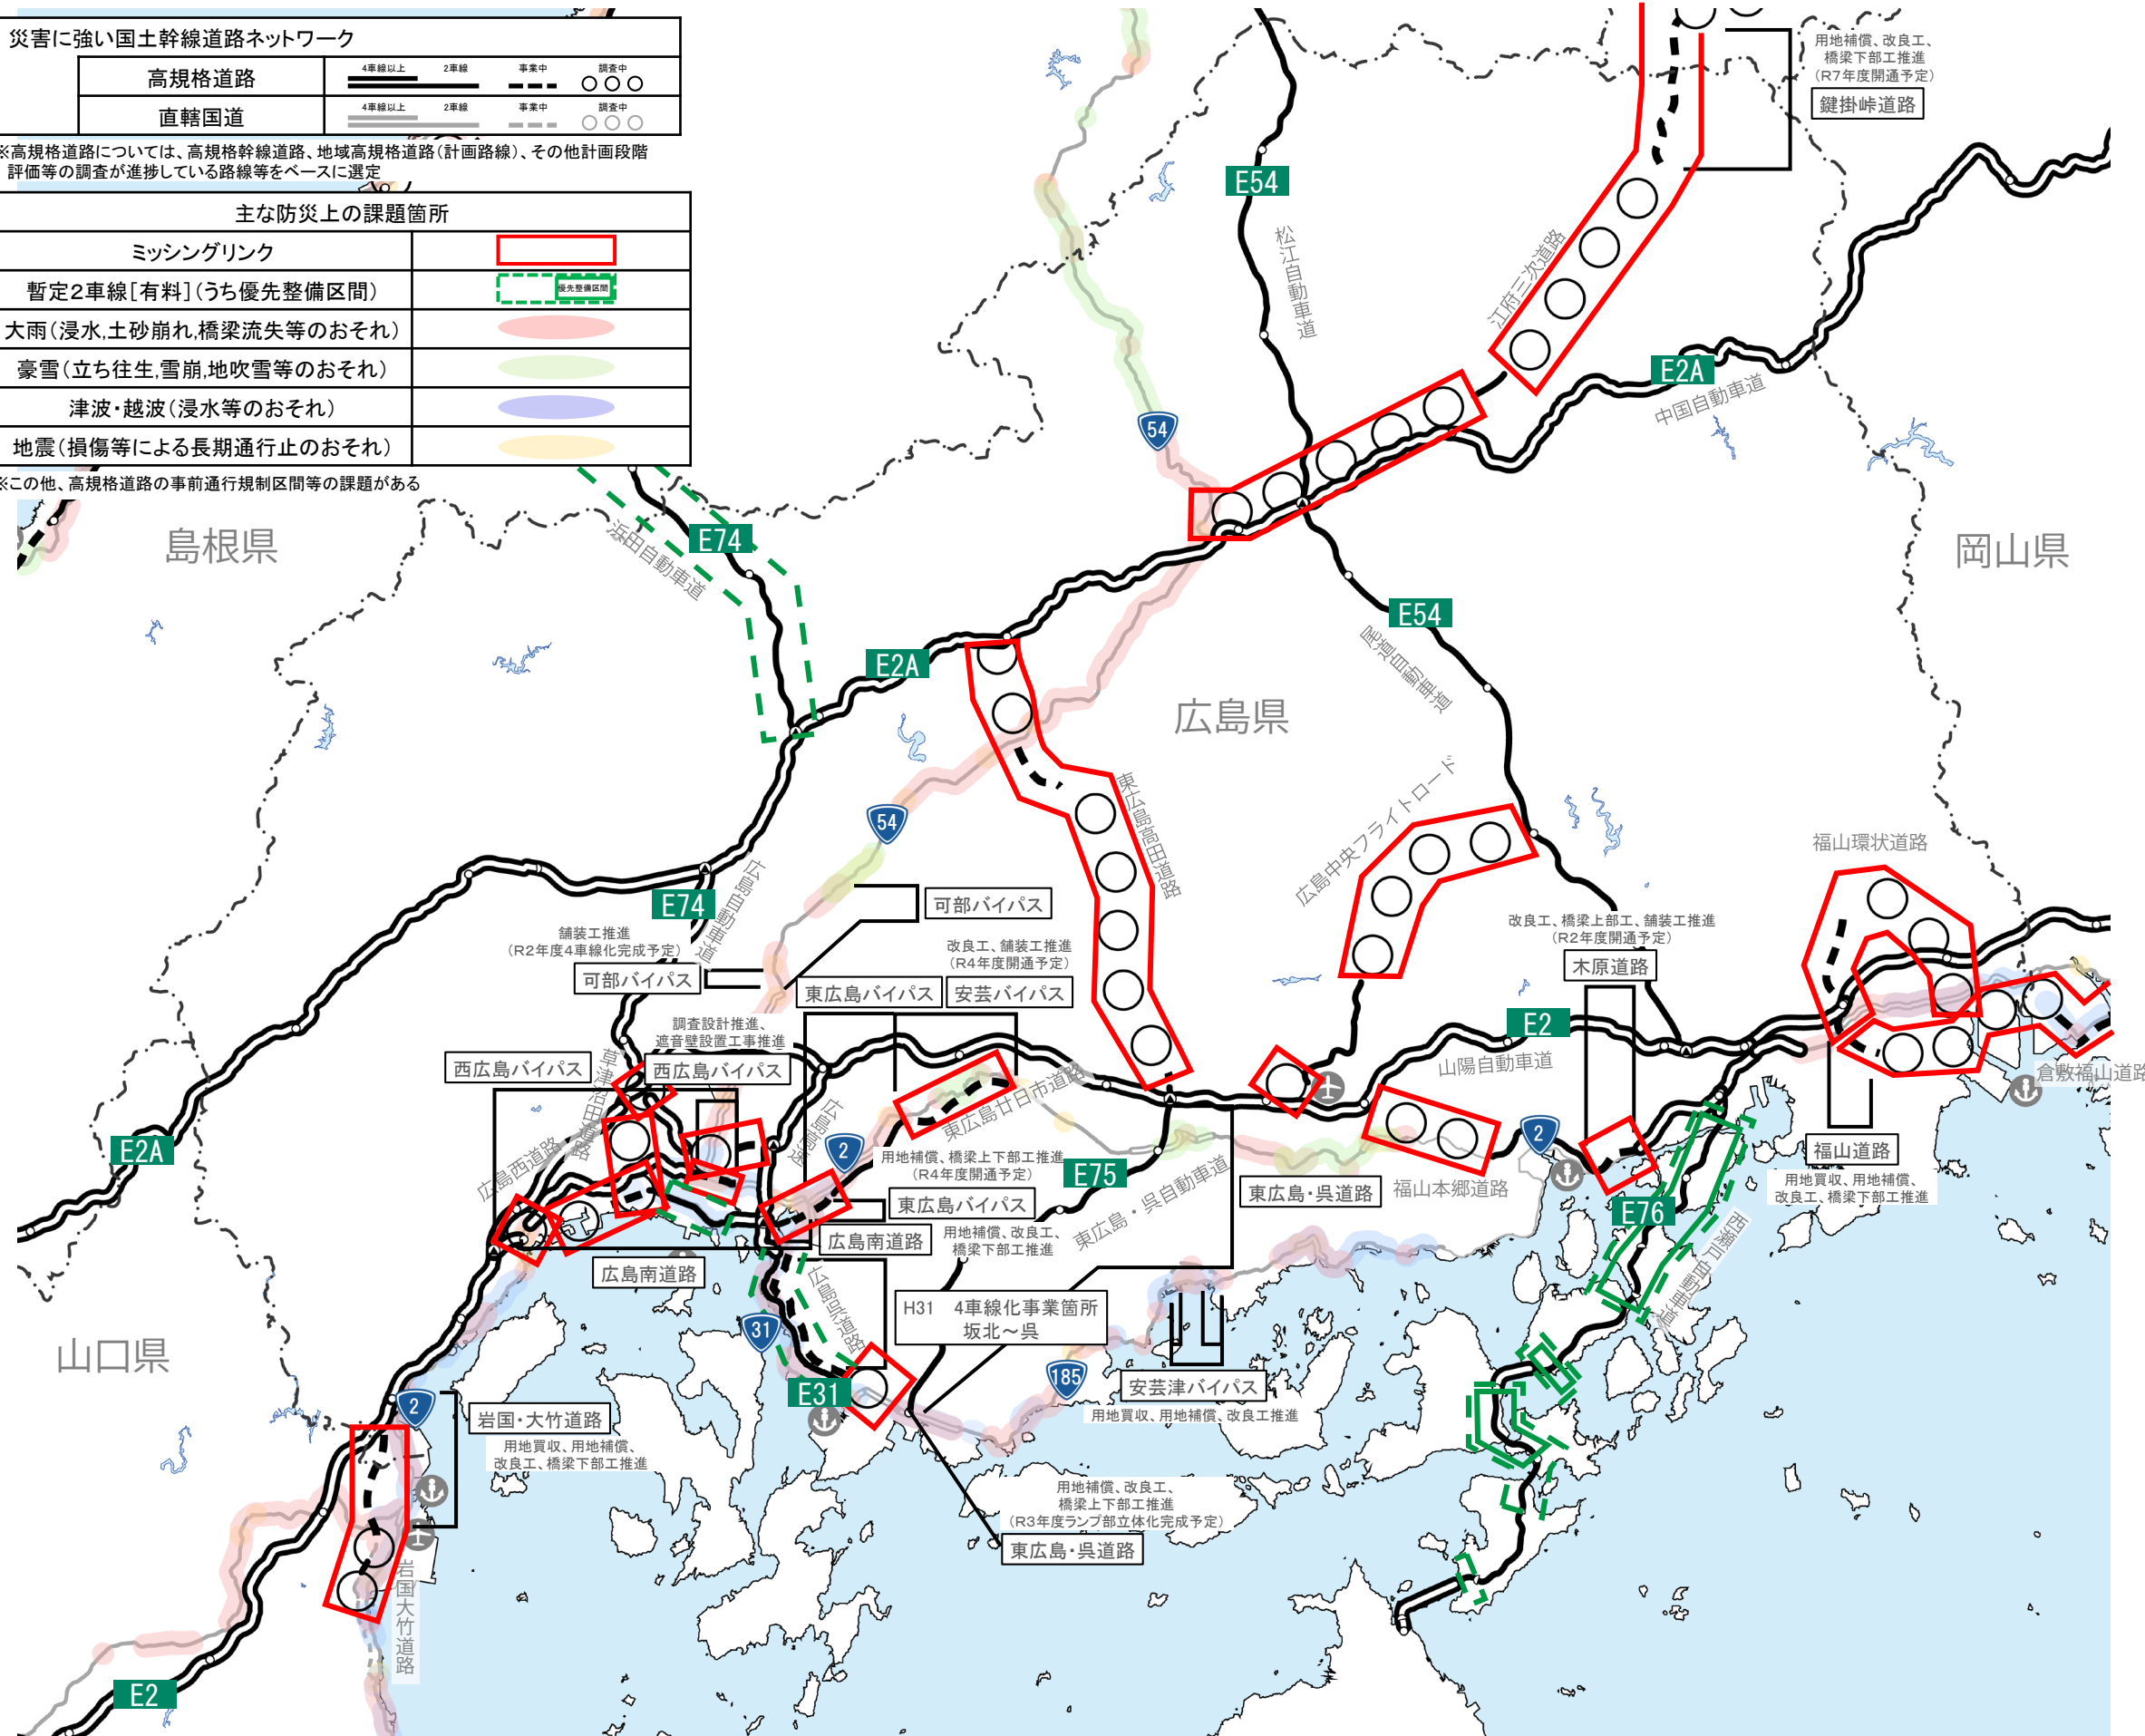 災害に強い国土幹線道路ネットワーク
高規格道路
4車線以上 2車線 事業中 調査中
直轄国道
4車線以上 2車線 事業中 調査中
※高規格道路については、高規格幹線道路、地域高規格道路(計画路線)、その他計画段階
評価等の調査が進捗している路線等をベースに選定
主な防災上の課題箇所
ミッシングリンク
暫定2車線[有料](うち優先整備区間)
優先整備区間
大雨(浸水,土砂崩れ,橋梁流失等のおそれ)
豪雪(立ち往生,雪崩,地吹雪等のおそれ)
津波・越波(浸水等のおそれ)
地震(損傷等による長期通行止のおそれ)
※この他、高規格道路の事前通行規制区間等の課題がある
用地補償、改良工、
橋梁下部工推進
(R7年度開通予定)
鍵掛峠道路
E54
松江自動車道
江府三次道路
E2A
中国自動車道
54
島根県
E74
浜田自動車道
岡山県
E54
尾道自動車道
E2A
広島県
54
東広島高田道路
広島中央フライトロード
福山環状道路
E74
広島自動車道
可部バイパス
舗装工推進
(R2年度4車線化完成予定)
可部バイパス
改良工、舗装工推進
(R4年度開通予定)
東広島バイパス
安芸バイパス
改良工、橋梁上部工、舗装工推進
(R2年度開通予定)
木原道路
調査設計推進、
遮音壁設置工事推進
西広島バイパス
西広島バイパス
草津沼田道路
E2
山陽自動車道
倉敷福山道路
E2A
広島西道路
広島高速
2
東広島廿日市道路
用地補償、橋梁上下部工推進
(R4年度開通予定)
東広島バイパス
E75
東広島・呉自動車道
東広島・呉道路
福山本郷道路
2
福山道路
用地買収、用地補償、
改良工、橋梁下部工推進
E76
西瀬戸自動車道
広島南道路
広島南道路
用地補償、改良工、
橋梁下部工推進
広島呉道路
H31 4車線化事業箇所
坂北~呉
31
E31
185
安芸津バイパス
用地買収、用地補償、改良工推進
山口県
2
岩国・大竹道路
用地買収、用地補償、
改良工、橋梁下部工推進
用地補償、改良工、
橋梁上下部工推進
(R3年度ランプ部立体化完成予定)
東広島・呉道路
岩国大竹道路
E2